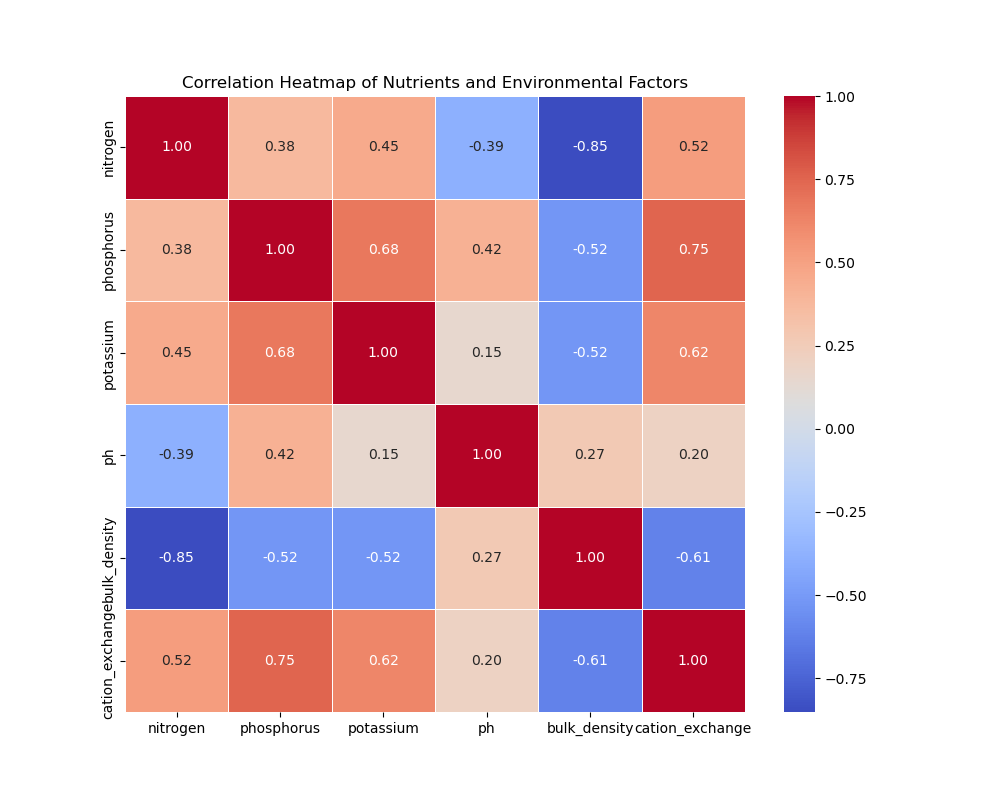 Correlation Heatmap of Nutrients and Environmental Factors
nitrogen 1.00 0.38 0.45 -0.39 -0.85 0.52
phosphorus 0.38 1.00 0.68 0.42 -0.52 0.75
potassium 0.45 0.68 1.00 0.15 -0.52 0.62
ph -0.39 0.42 0.15 1.00 0.27 0.20
bulk_density -0.85 -0.52 -0.52 0.27 1.00 -0.61
cation_exchange 0.52 0.75 0.62 0.20 -0.61 1.00
nitrogen phosphorus potassium ph bulk_density cation_exchange
1.00
0.75
0.50
0.25
0.00
−0.25
−0.50
−0.75